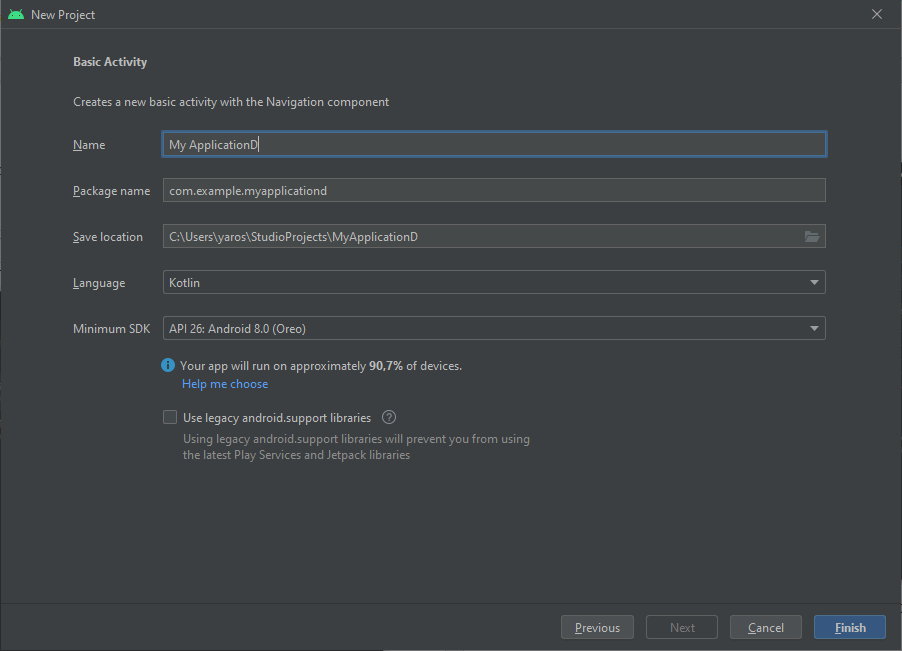 New Project
Basic Activity
Creates a new basic activity with the Navigation component
Name My ApplicationD
Package name com.example.myapplicationd
Save location C:\Users\yaros\StudioProjects\MyApplicationD
Language Kotlin
Minimum SDK API 26: Android 8.0 (Oreo)
Your app will run on approximately 90,7% of devices.
Help me choose
Use legacy android.support libraries ?
Using legacy android.support libraries will prevent you from using
the latest Play Services and Jetpack libraries
Previous Next Cancel Finish